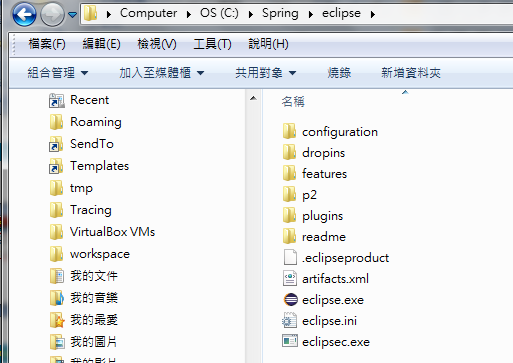 Computer OS (C:) Spring eclipse
檔案(F) 編輯(E) 檢視(V) 工具(T) 說明(H)
組合管理 加入至媒體櫃 共用對象 燒錄 新增資料夾
Recent
Roaming
SendTo
Templates
tmp
Tracing
VirtualBox VMs
workspace
我的文件
我的音樂
我的最愛
我的圖片
我的影片
名稱
configuration
dropins
features
p2
plugins
readme
.eclipseproduct
artifacts.xml
eclipse.exe
eclipse.ini
eclipsec.exe